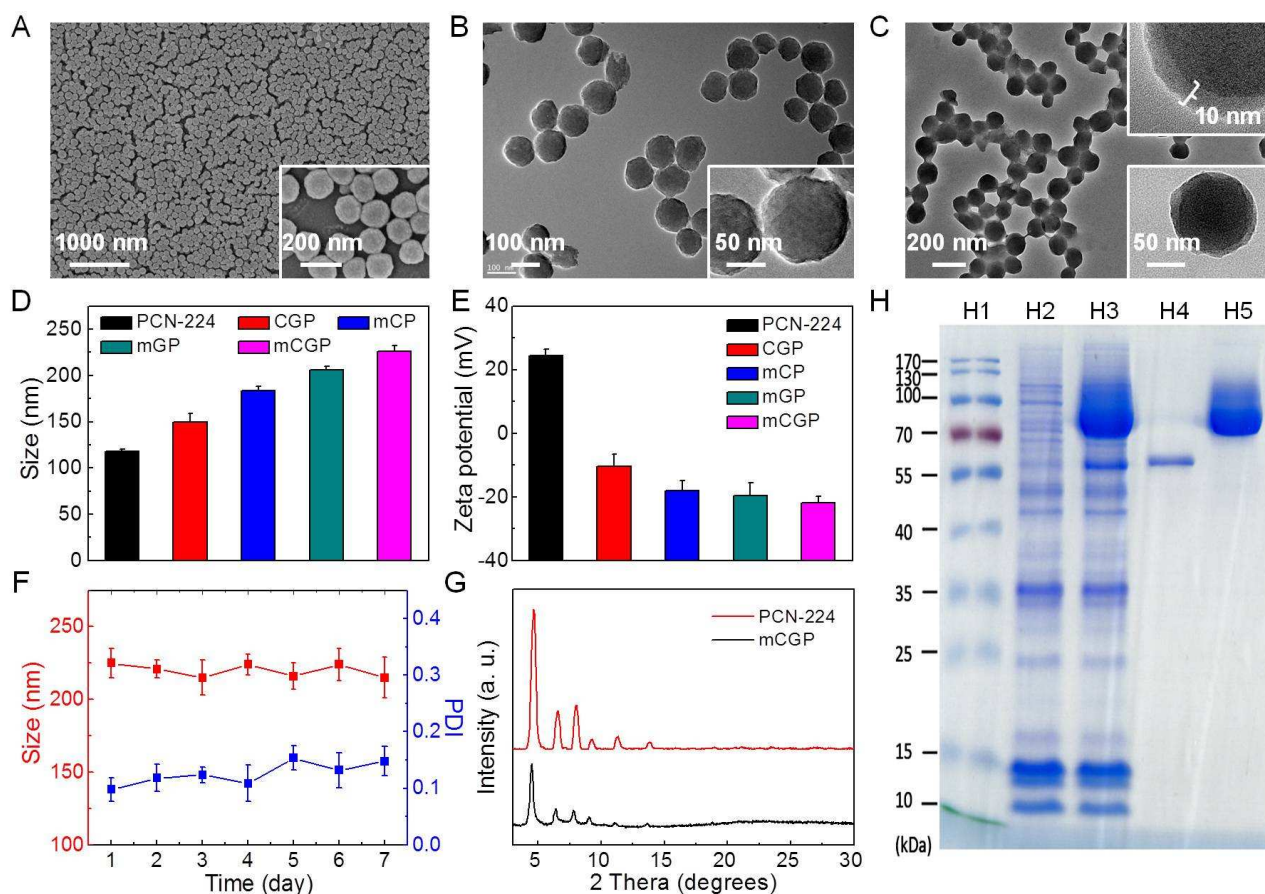 A
1000 nm
200 nm
B
100 nm
100 nm
50 nm
C
10 nm
200 nm
50 nm
D
Size (nm)
250
200
150
100
50
0
PCN-224
CGP
mCP
mGP
mCGP
E
Zeta potential (mV)
40
20
0
-20
-40
PCN-224
CGP
mCP
mGP
mCGP
F
Size (nm)
250
200
150
100
PDI
0.4
0.3
0.2
0.1
0.0
1 2 3 4 5 6 7
Time (day)
G
Intensity (a. u.)
PCN-224
mCGP
5 10 15 20 25 30
2 Thera (degrees)
H
H1 H2 H3 H4 H5
170
130
100
70
55
40
35
25
15
10
(kDa)